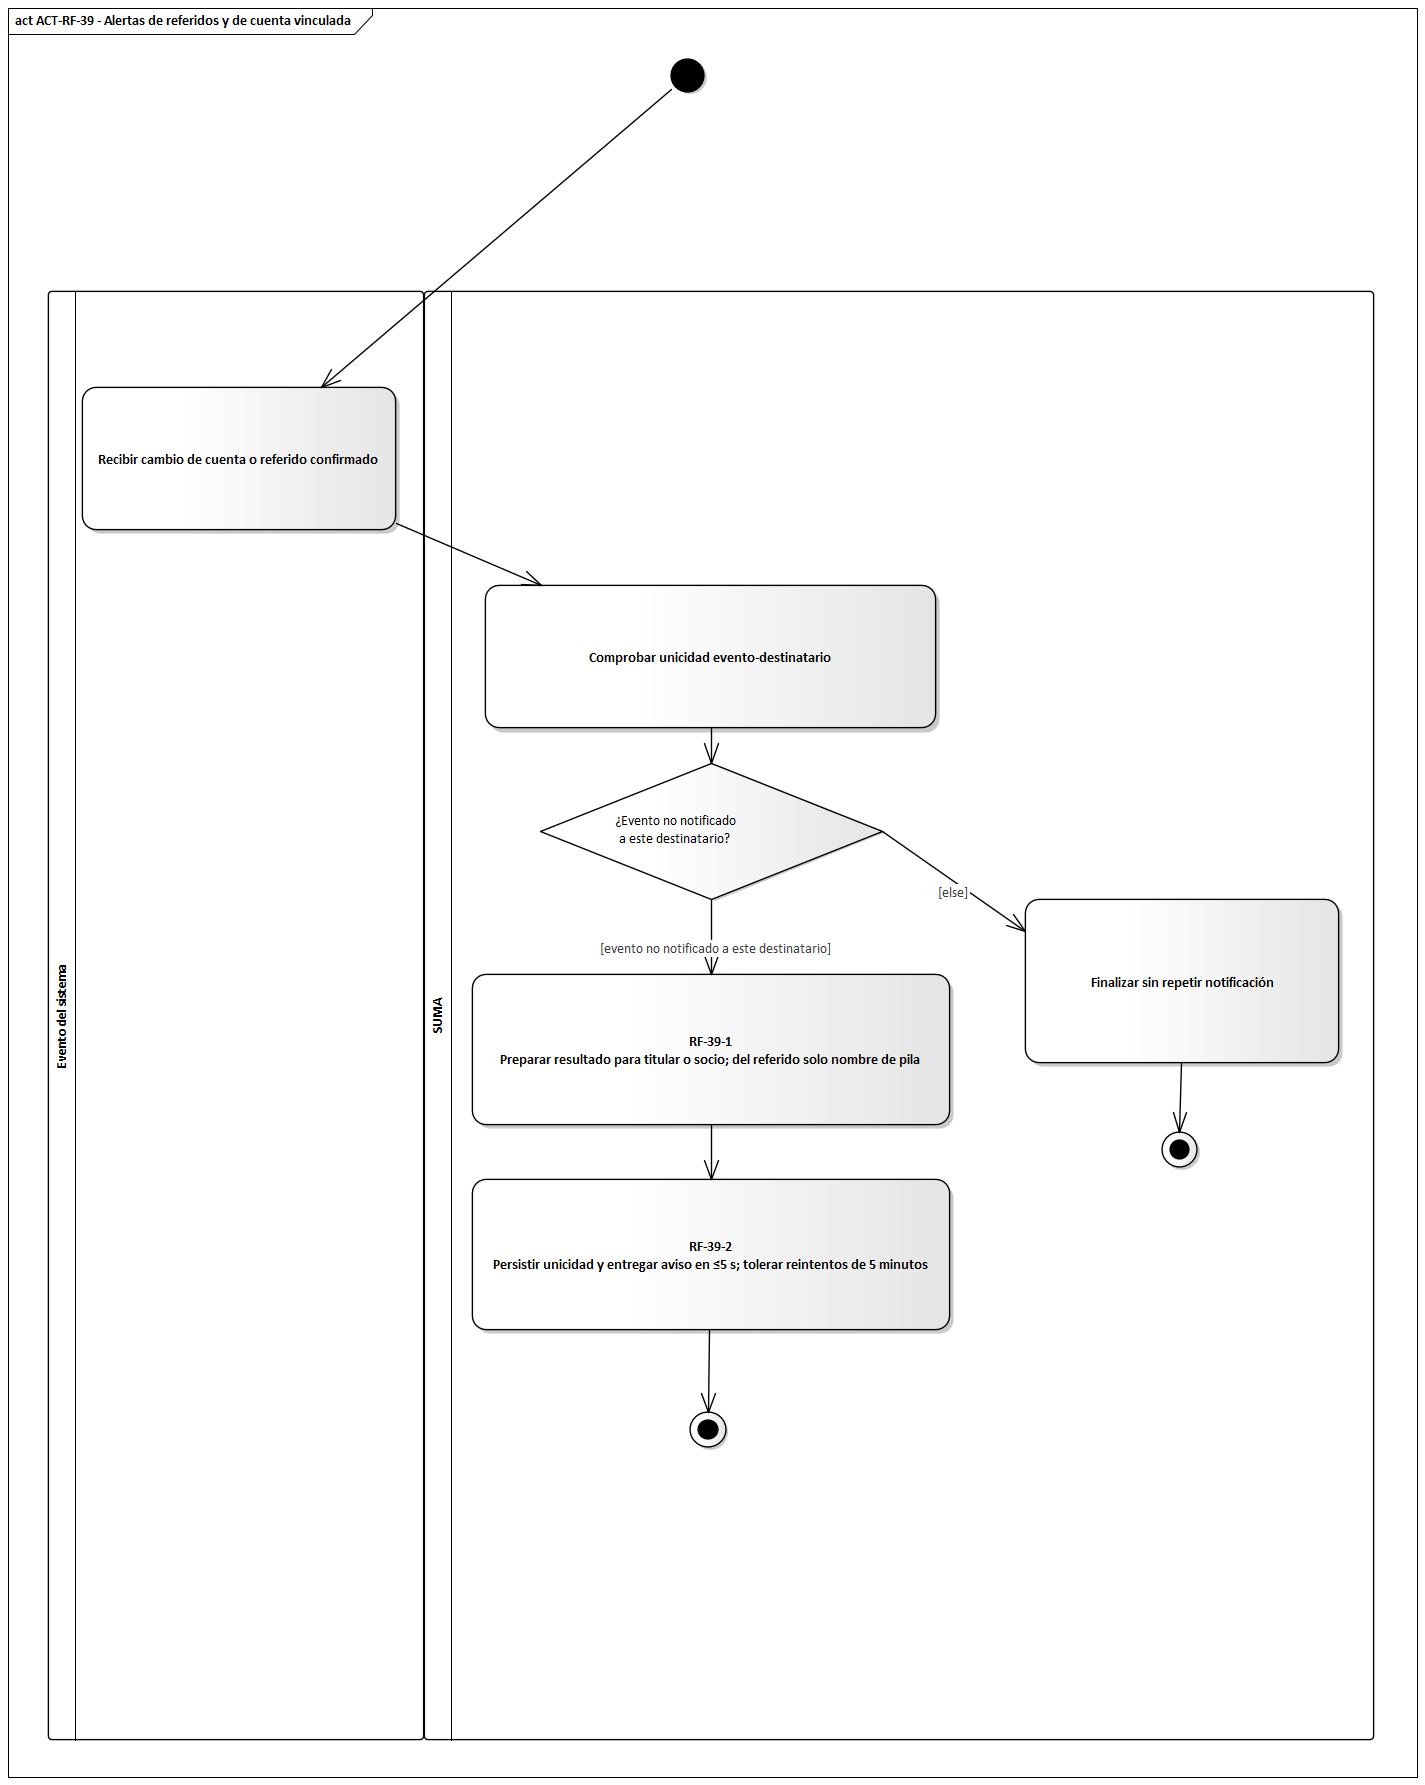 act ACT-RF-39 - Alertas de referidos y de cuenta vinculada
Evento del sistema
Recibir cambio de cuenta o referido confirmado
SUMA
Comprobar unicidad evento-destinatario
¿Evento no notificado
a este destinatario?
[else]
[evento no notificado a este destinatario]
Finalizar sin repetir notificación
RF-39-1
Preparar resultado para titular o socio; del referido solo nombre de pila
RF-39-2
Persistir unicidad y entregar aviso en ≤5 s; tolerar reintentos de 5 minutos